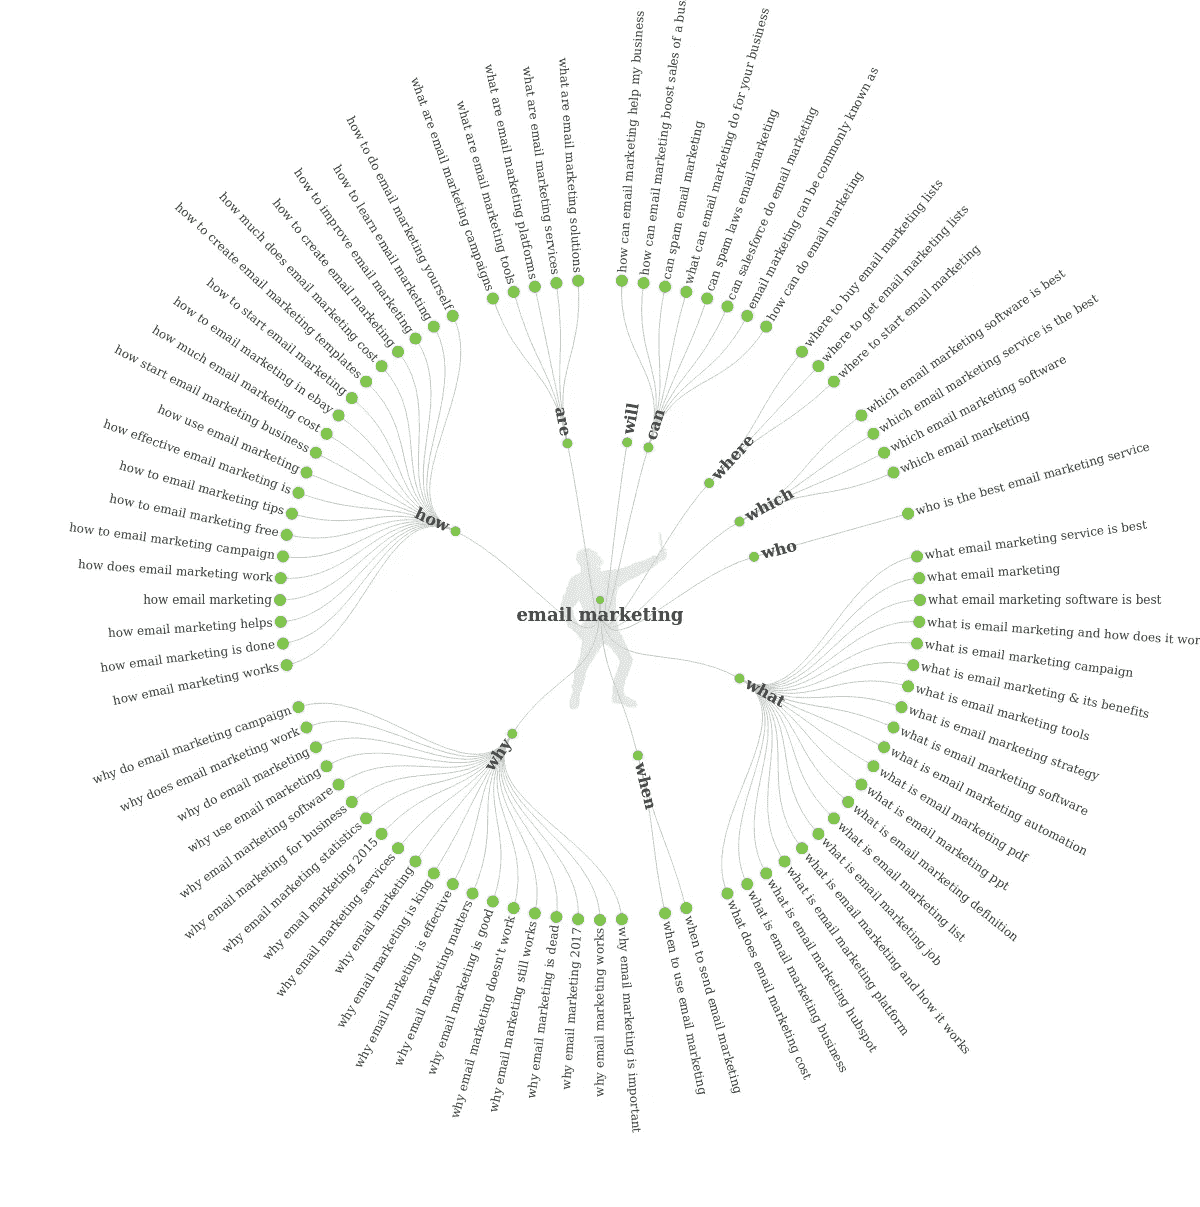 email marketing
are
what are email marketing campaigns
what are email marketing tools
what are email marketing platforms
what are email marketing services
what are email marketing solutions
will
can
how can email marketing help my business
how can email marketing boost sales of a bus
can spam email marketing
what can email marketing do for your business
can spam laws email-marketing
can salesforce do email marketing
email marketing can be commonly known as
how can do email marketing
where
where to buy email marketing lists
where to get email marketing lists
where to start email marketing
which
which email marketing software is best
which email marketing service is the best
which email marketing software
which email marketing
who
who is the best email marketing service
what
what email marketing service is best
what email marketing
what email marketing software is best
what is email marketing and how does it wor
what is email marketing campaign
what is email marketing & its benefits
what is email marketing tools
what is email marketing strategy
what is email marketing software
what is email marketing automation
what is email marketing pdf
what is email marketing ppt
what is email marketing definition
what is email marketing list
what is email marketing job
what is email marketing and how it works
what is email marketing platform
what is email marketing hubspot
what is email marketing business
what does email marketing cost
when
when to send email marketing
when to use email marketing
why
why email marketing is important
why email marketing works
why email marketing 2017
why email marketing is dead
why email marketing still works
why email marketing doesn't work
why email marketing is good
why email marketing matters
why email marketing is effective
why email marketing is king
why email marketing
why email marketing services
why email marketing 2015
why email marketing statistics
why email marketing for business
why email marketing software
why use email marketing
why do email marketing
why does email marketing work
why do email marketing campaign
how
how email marketing works
how email marketing is done
how email marketing helps
how email marketing
how does email marketing work
how to email marketing campaign
how to email marketing free
how to email marketing tips
how effective email marketing is
how use email marketing
how start email marketing business
how much email marketing cost
how to email marketing in ebay
how to start email marketing
how to create email marketing templates
how much does email marketing cost
how to create email marketing
how to improve email marketing
how to learn email marketing
how to do email marketing yourself